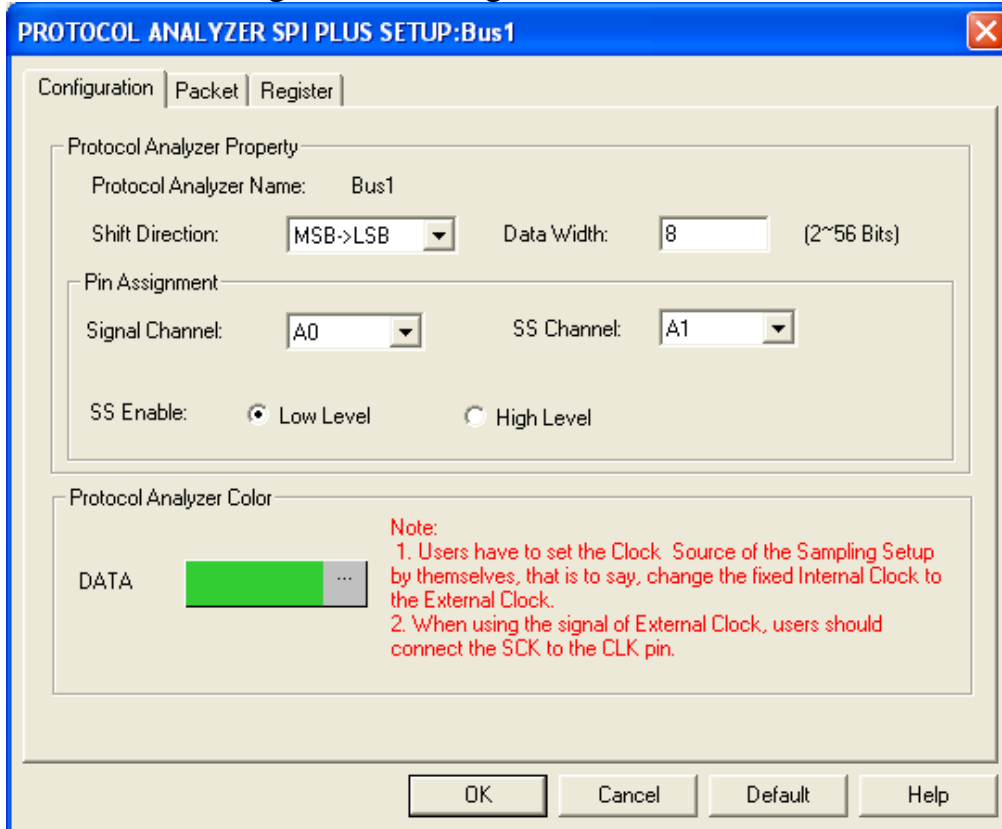 PROTOCOL ANALYZER SPI PLUS SETUP:Bus1
Configuration Packet Register
Protocol Analyzer Property
Protocol Analyzer Name: Bus1
Shift Direction: MSB->LSB Data Width: 8 (2~56 Bits)
Pin Assignment
Signal Channel: A0 SS Channel: A1
SS Enable: Low Level High Level
Protocol Analyzer Color
DATA ...
Note:
1. Users have to set the Clock Source of the Sampling Setup
by themselves, that is to say, change the fixed Internal Clock to
the External Clock.
2. When using the signal of External Clock, users should
connect the SCK to the CLK pin.
OK Cancel Default Help